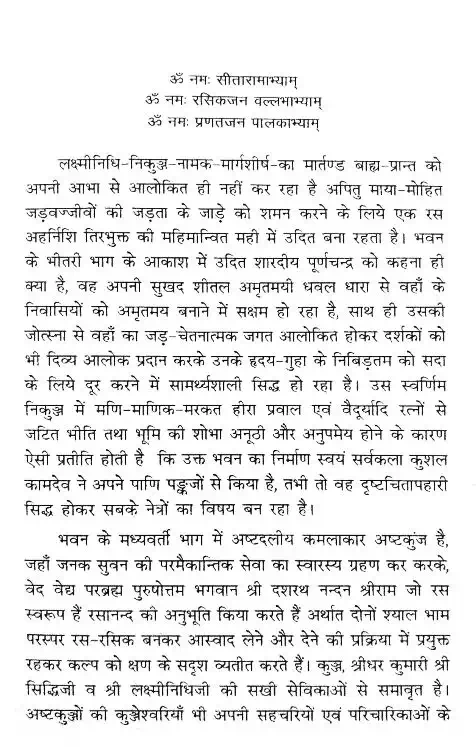 ॐ नमः सीतारामाभ्याम्
ॐ नमः रसिकजन वल्लभाभ्याम्
ॐ नमः प्रणतजन पालकाभ्याम्
लक्ष्मीनिधि-निकुञ्ज-नामक-मार्गशीर्ष-का मार्तण्ड बाह्य-प्रान्त को
अपनी आभा से आलोकित ही नहीं कर रहा है अपितु माया-मोहित
जड़वज्जीवों की जड़ता के जाड़े को शमन करने के लिये एक रस
अहर्निशि तिरभुक्त की महिमान्वित मही में उदित बना रहता है। भवन
के भीतरी भाग के आकाश में उदित शारदीय पूर्णचन्द्र को कहना ही
क्या है, वह अपनी सुखद शीतल अमृतमयी धवल धारा से वहाँ के
निवासियों को अमृतमय बनाने में सक्षम हो रहा है, साथ ही उसकी
जोत्स्ना से वहाँ का जड़-चेतनात्मक जगत आलोकित होकर दर्शकों को
भी दिव्य आलोक प्रदान करके उनके हृदय-गुहा के निबिड़तम को सदा
के लिये दूर करने में सामर्थ्यशाली सिद्ध हो रहा है। उस स्वर्णिम
निकुञ्ज में मणि-माणिक-मरकत हीरा प्रवाल एवं वैदूर्यादि रत्नों से
जटित भीति तथा भूमि की शोभा अनूठी और अनुपमेय होने के कारण
ऐसी प्रतीति होती है कि उक्त भवन का निर्माण स्वयं सर्वकला कुशल
कामदेव ने अपने पाणि पङ्कजों से किया है, तभी तो वह दृष्टचितापहारी
सिद्ध होकर सबके नेत्रों का विषय बन रहा है।
भवन के मध्यवर्ती भाग में अष्टदलीय कमलाकार अष्टकुंज है,
जहाँ जनक सुवन की परमैकान्तिक सेवा का स्वारस्य ग्रहण कर करके,
वेद वेद्य परब्रह्म पुरुषोत्तम भगवान श्री दशरथ नन्दन श्रीराम जो रस
स्वरूप हैं रसानन्द की अनुभूति किया करते हैं अर्थात दोनों श्याल भाम
परस्पर रस-रसिक बनकर आस्वाद लेने और देने की प्रक्रिया में प्रयुक्त
रहकर कल्प को क्षण के सदृश व्यतीत करते हैं। कुञ्ज, श्रीधर कुमारी श्री
सिद्धिजी व श्री लक्ष्मीनिधिजी की सखी सेविकाओं से समावृत है।
अष्टकुञ्जों की कुञ्जेश्वरियाँ भी अपनी सहचरियों एवं परिचारिकाओं के